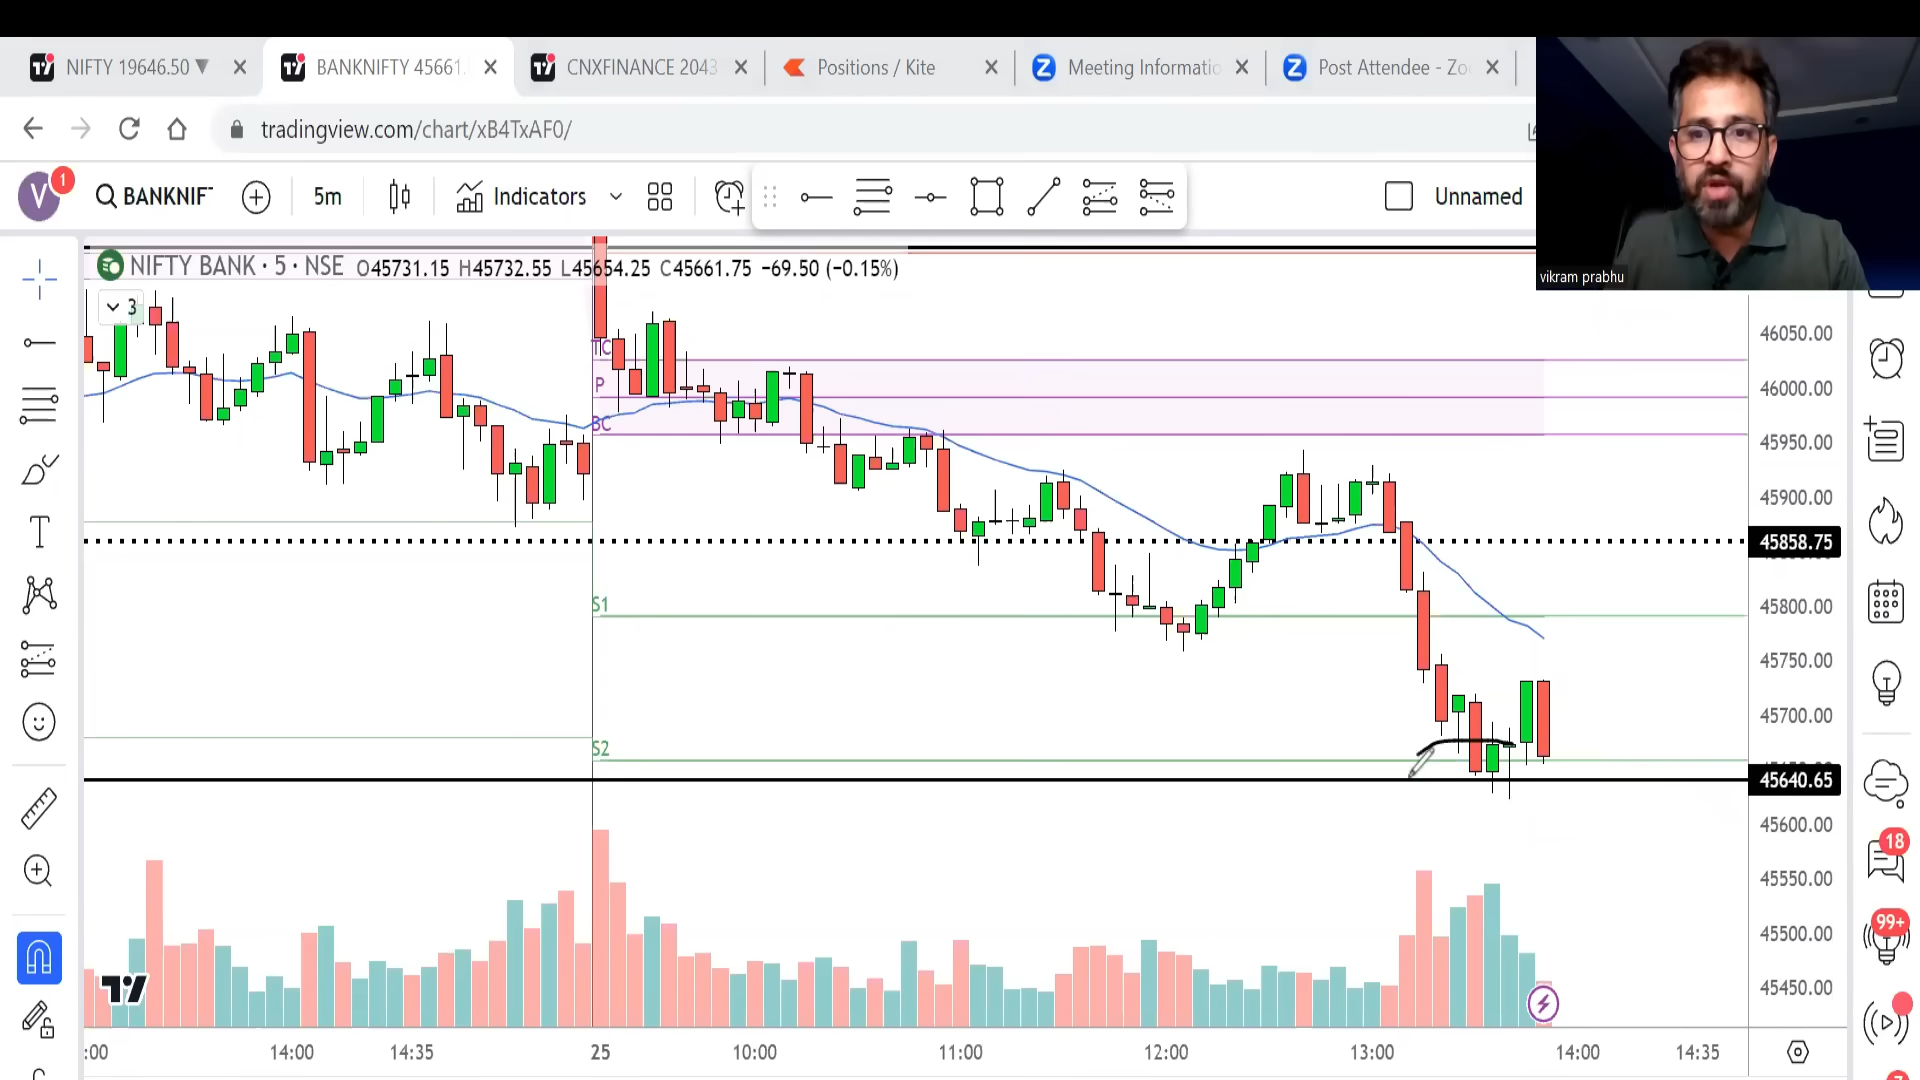 NIFTY 19646.50 ▼
BANKNIFTY 45661.
CNXFINANCE 2043
Positions / Kite
Meeting Informatio
Post Attendee - Zo
tradingview.com/chart/xB4TxAF0/
V 1 BANKNIF 5m Indicators Unnamed
vikram prabhu
NIFTY BANK · 5 · NSE O45731.15 H45732.55 L45654.25 C45661.75 −69.50 (−0.15%)
3
TC
P
BC
S1
S2
46050.00
46000.00
45950.00
45900.00
45858.75
45800.00
45750.00
45700.00
45640.65
45600.00
45550.00
45500.00
45450.00
18
99+
:00 14:00 14:35 25 10:00 11:00 12:00 13:00 14:00 14:35